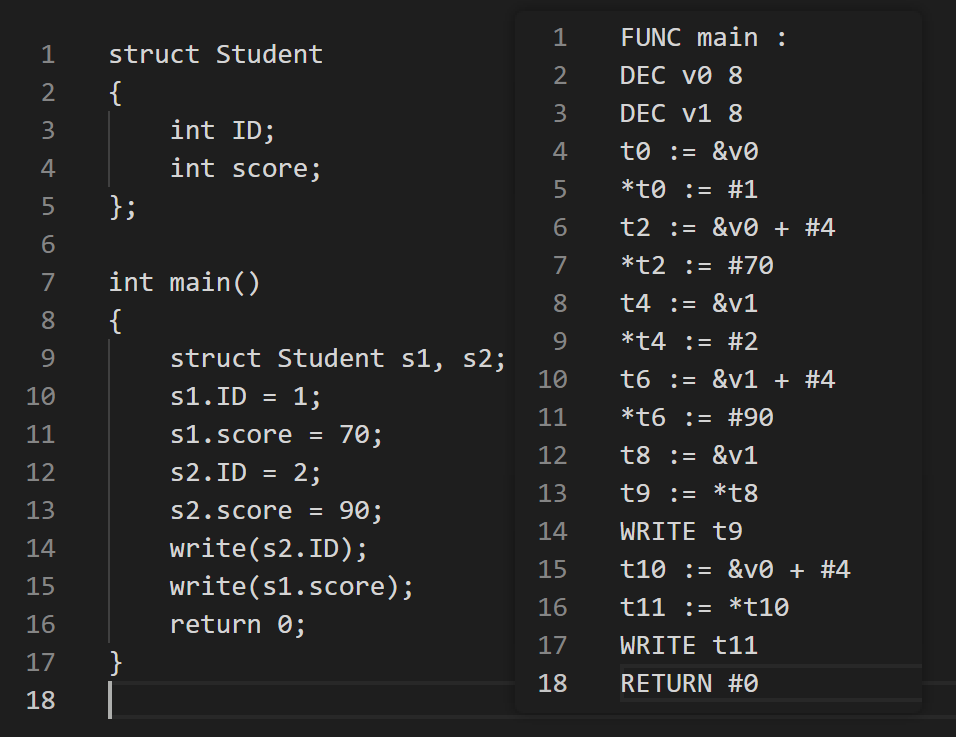 1 struct Student
2 {
3     int ID;
4     int score;
5 };
6
7 int main()
8 {
9     struct Student s1, s2;
10     s1.ID = 1;
11     s1.score = 70;
12     s2.ID = 2;
13     s2.score = 90;
14     write(s2.ID);
15     write(s1.score);
16     return 0;
17 }
18
1 FUNC main :
2 DEC v0 8
3 DEC v1 8
4 t0 := &v0
5 *t0 := #1
6 t2 := &v0 + #4
7 *t2 := #70
8 t4 := &v1
9 *t4 := #2
10 t6 := &v1 + #4
11 *t6 := #90
12 t8 := &v1
13 t9 := *t8
14 WRITE t9
15 t10 := &v0 + #4
16 t11 := *t10
17 WRITE t11
18 RETURN #0